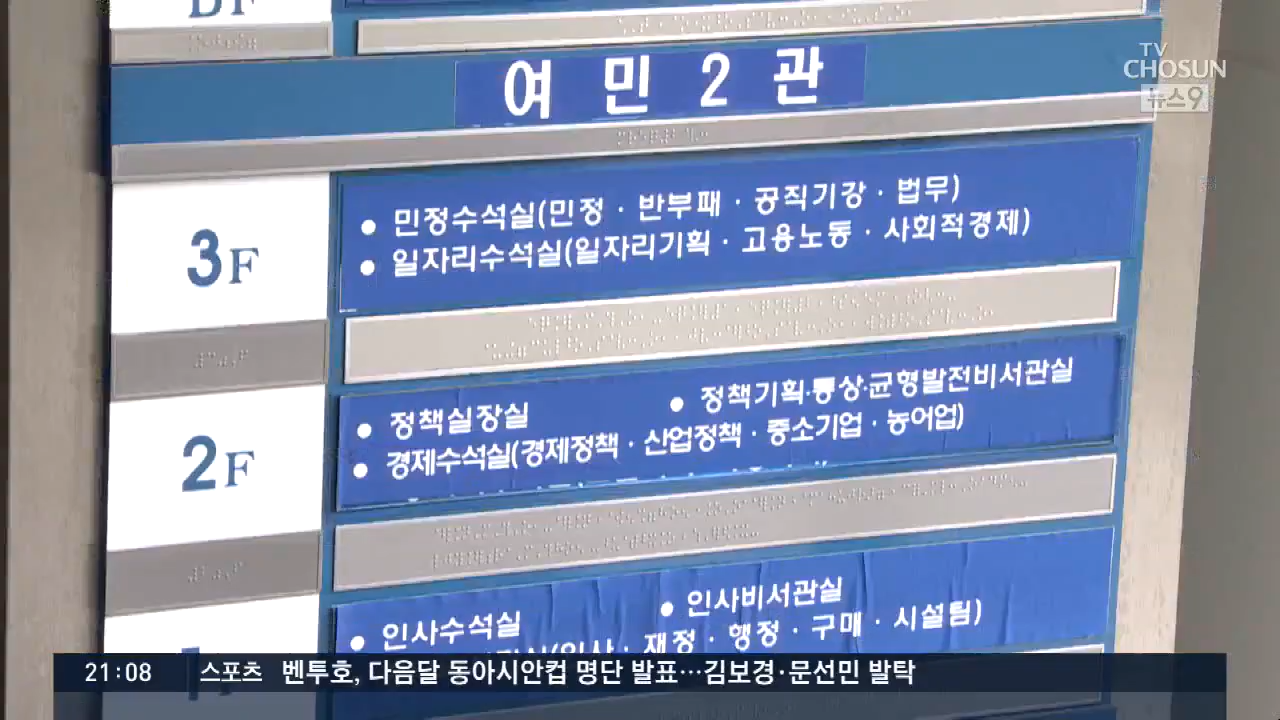 TV
CHOSUN
뉴스9
여 민 2 관
3F
• 민정수석실(민정 · 반부패 · 공직기강 · 법무)
• 일자리수석실(일자리기획 · 고용노동 · 사회적경제)
2F
• 정책실장실 • 정책기획·통상·균형발전비서관실
• 경제수석실(경제정책 · 산업정책 · 중소기업 · 농어업)
• 인사수석실 • 인사비서관실
재정 · 행정 · 구매 · 시설팀)
21:08 스포츠 벤투호, 다음달 동아시안컵 명단 발표…김보경·문선민 발탁